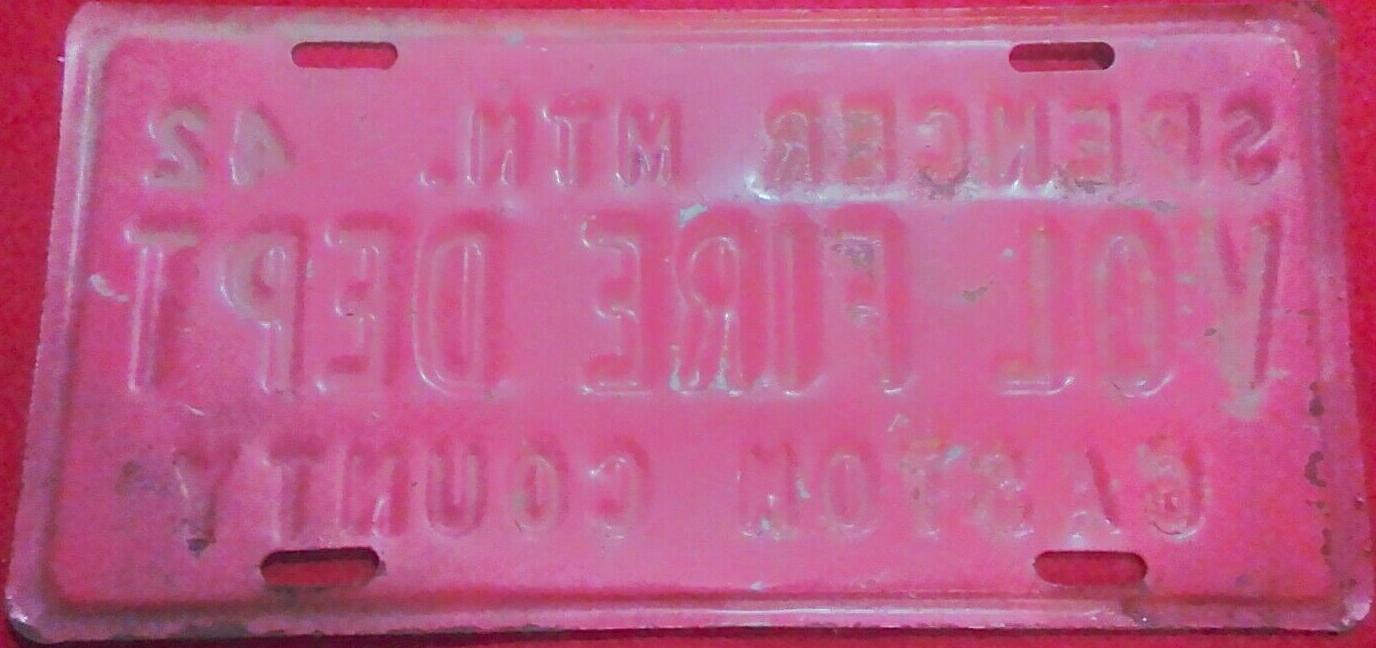 SPENCER MTN. 42
VOL FIRE DEPT
GASTON COUNTY